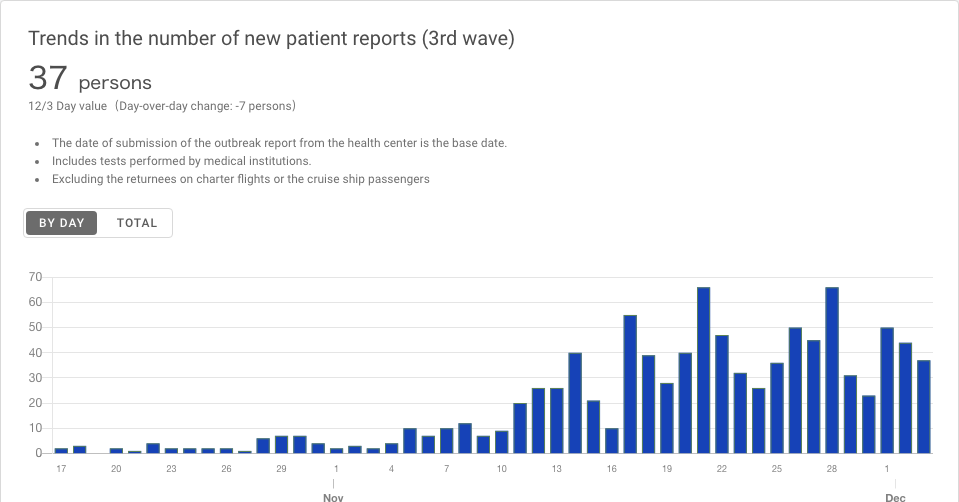 Trends in the number of new patient reports (3rd wave)
37 persons
12/3 Day value（Day-over-day change: -7 persons）
The date of submission of the outbreak report from the health center is the base date.
Includes tests performed by medical institutions.
Excluding the returnees on charter flights or the cruise ship passengers
BY DAY TOTAL
70
60
50
40
30
20
10
0
17 20 23 26 29 1 4 7 10 13 16 19 22 25 28 1
Nov Dec